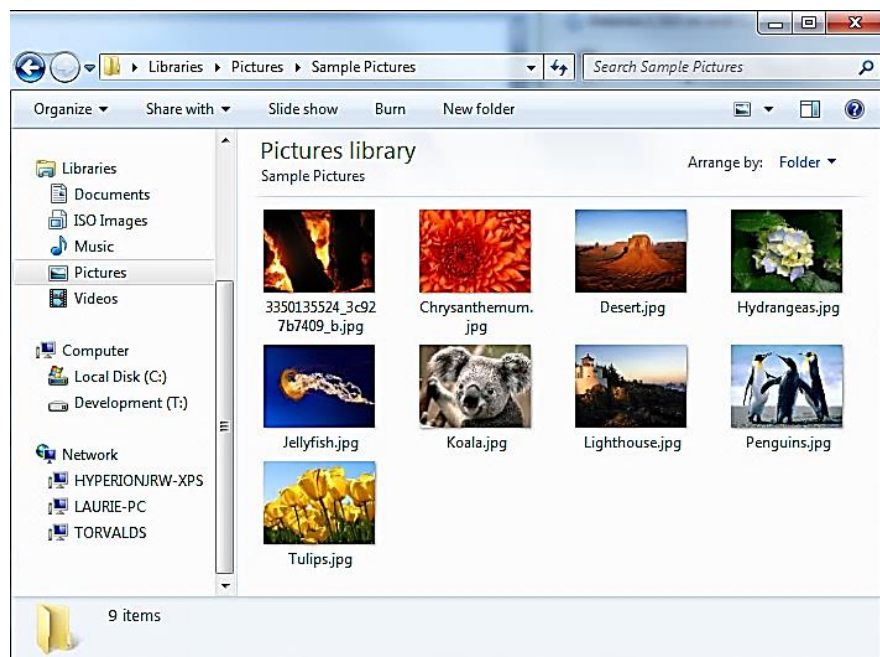 Libraries Pictures Sample Pictures
Search Sample Pictures
Organize Share with Slide show Burn New folder
Libraries
Documents
ISO Images
Music
Pictures
Videos
Computer
Local Disk (C:)
Development (T:)
Network
HYPERIONJRW-XPS
LAURIE-PC
TORVALDS
Pictures library
Sample Pictures
Arrange by: Folder
3350135524_3c92
7b7409_b.jpg
Chrysanthemum.
jpg
Desert.jpg
Hydrangeas.jpg
Jellyfish.jpg
Koala.jpg
Lighthouse.jpg
Penguins.jpg
Tulips.jpg
9 items